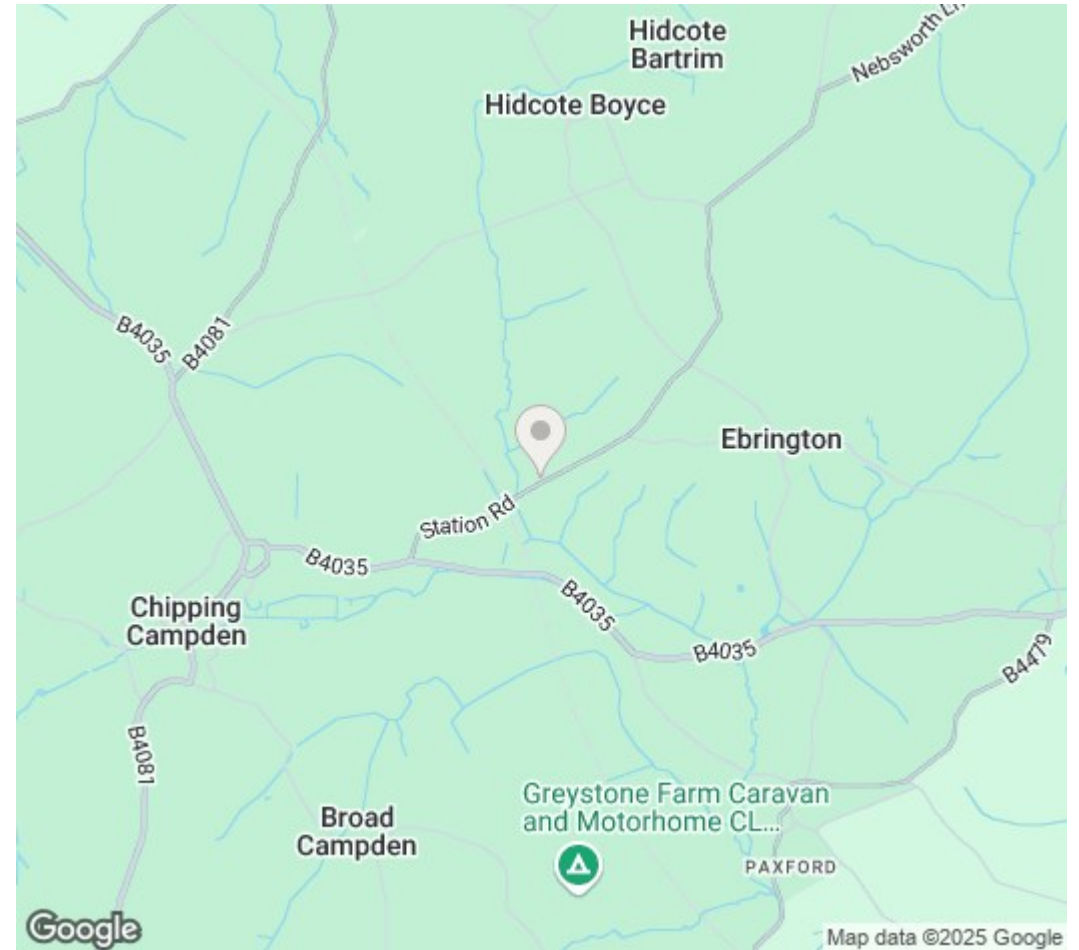 Hidcote
Bartrim
Nebsworth Ln
Hidcote Boyce
B4035
B4081
Ebrington
Station Rd
B4035
Chipping
Campden
B4035
B4035
B4479
B4081
Broad
Campden
Greystone Farm Caravan
and Motorhome CL...
PAXFORD
Google
Map data ©2025 Google